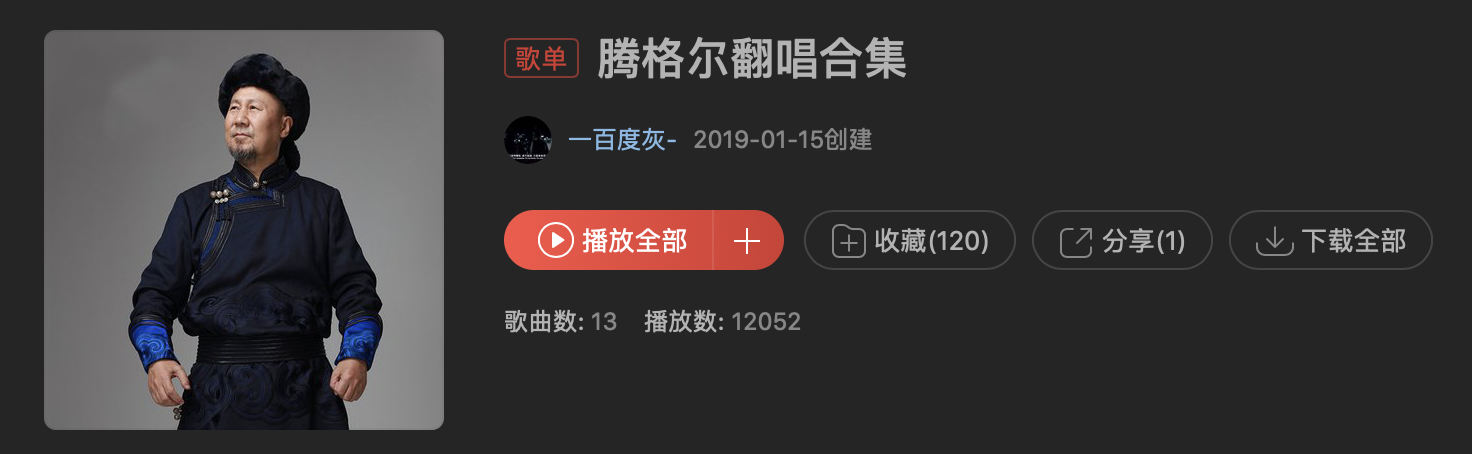 歌单 腾格尔翻唱合集
一百度灰- 2019-01-15创建
播放全部 收藏(120) 分享(1) 下载全部
歌曲数: 13 播放数: 12052